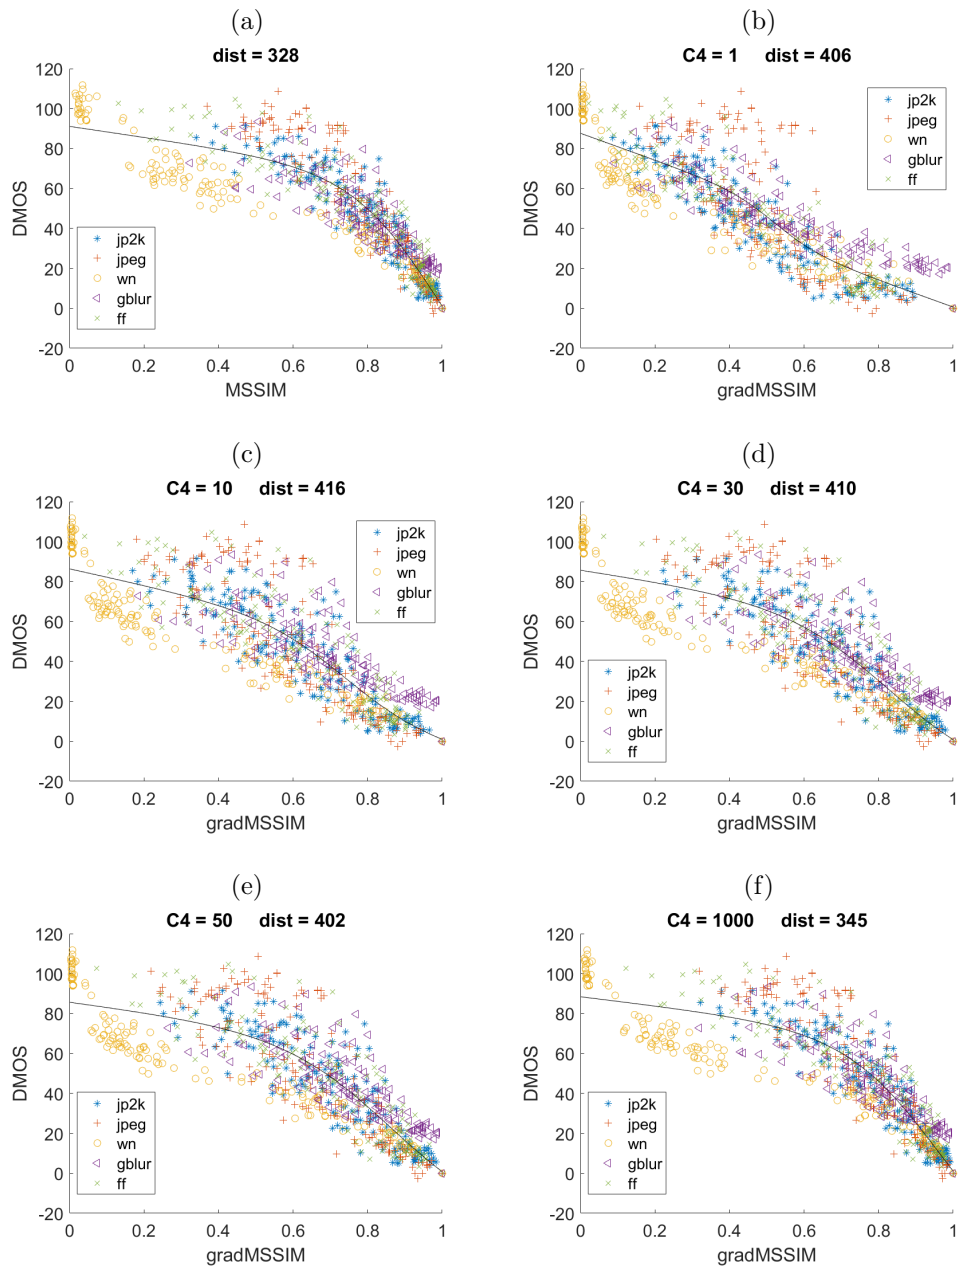 (a)
dist = 328
120
100
80
60
40
20
0
-20
DMOS
jp2k
jpeg
wn
gblur
ff
0 0.2 0.4 0.6 0.8 1
MSSIM
(b)
C4 = 1 dist = 406
120
100
80
60
40
20
0
-20
DMOS
jp2k
jpeg
wn
gblur
ff
0 0.2 0.4 0.6 0.8 1
gradMSSIM
(c)
C4 = 10 dist = 416
120
100
80
60
40
20
0
-20
DMOS
jp2k
jpeg
wn
gblur
ff
0 0.2 0.4 0.6 0.8 1
gradMSSIM
(d)
C4 = 30 dist = 410
120
100
80
60
40
20
0
-20
DMOS
jp2k
jpeg
wn
gblur
ff
0 0.2 0.4 0.6 0.8 1
gradMSSIM
(e)
C4 = 50 dist = 402
120
100
80
60
40
20
0
-20
DMOS
jp2k
jpeg
wn
gblur
ff
0 0.2 0.4 0.6 0.8 1
gradMSSIM
(f)
C4 = 1000 dist = 345
120
100
80
60
40
20
0
-20
DMOS
jp2k
jpeg
wn
gblur
ff
0 0.2 0.4 0.6 0.8 1
gradMSSIM